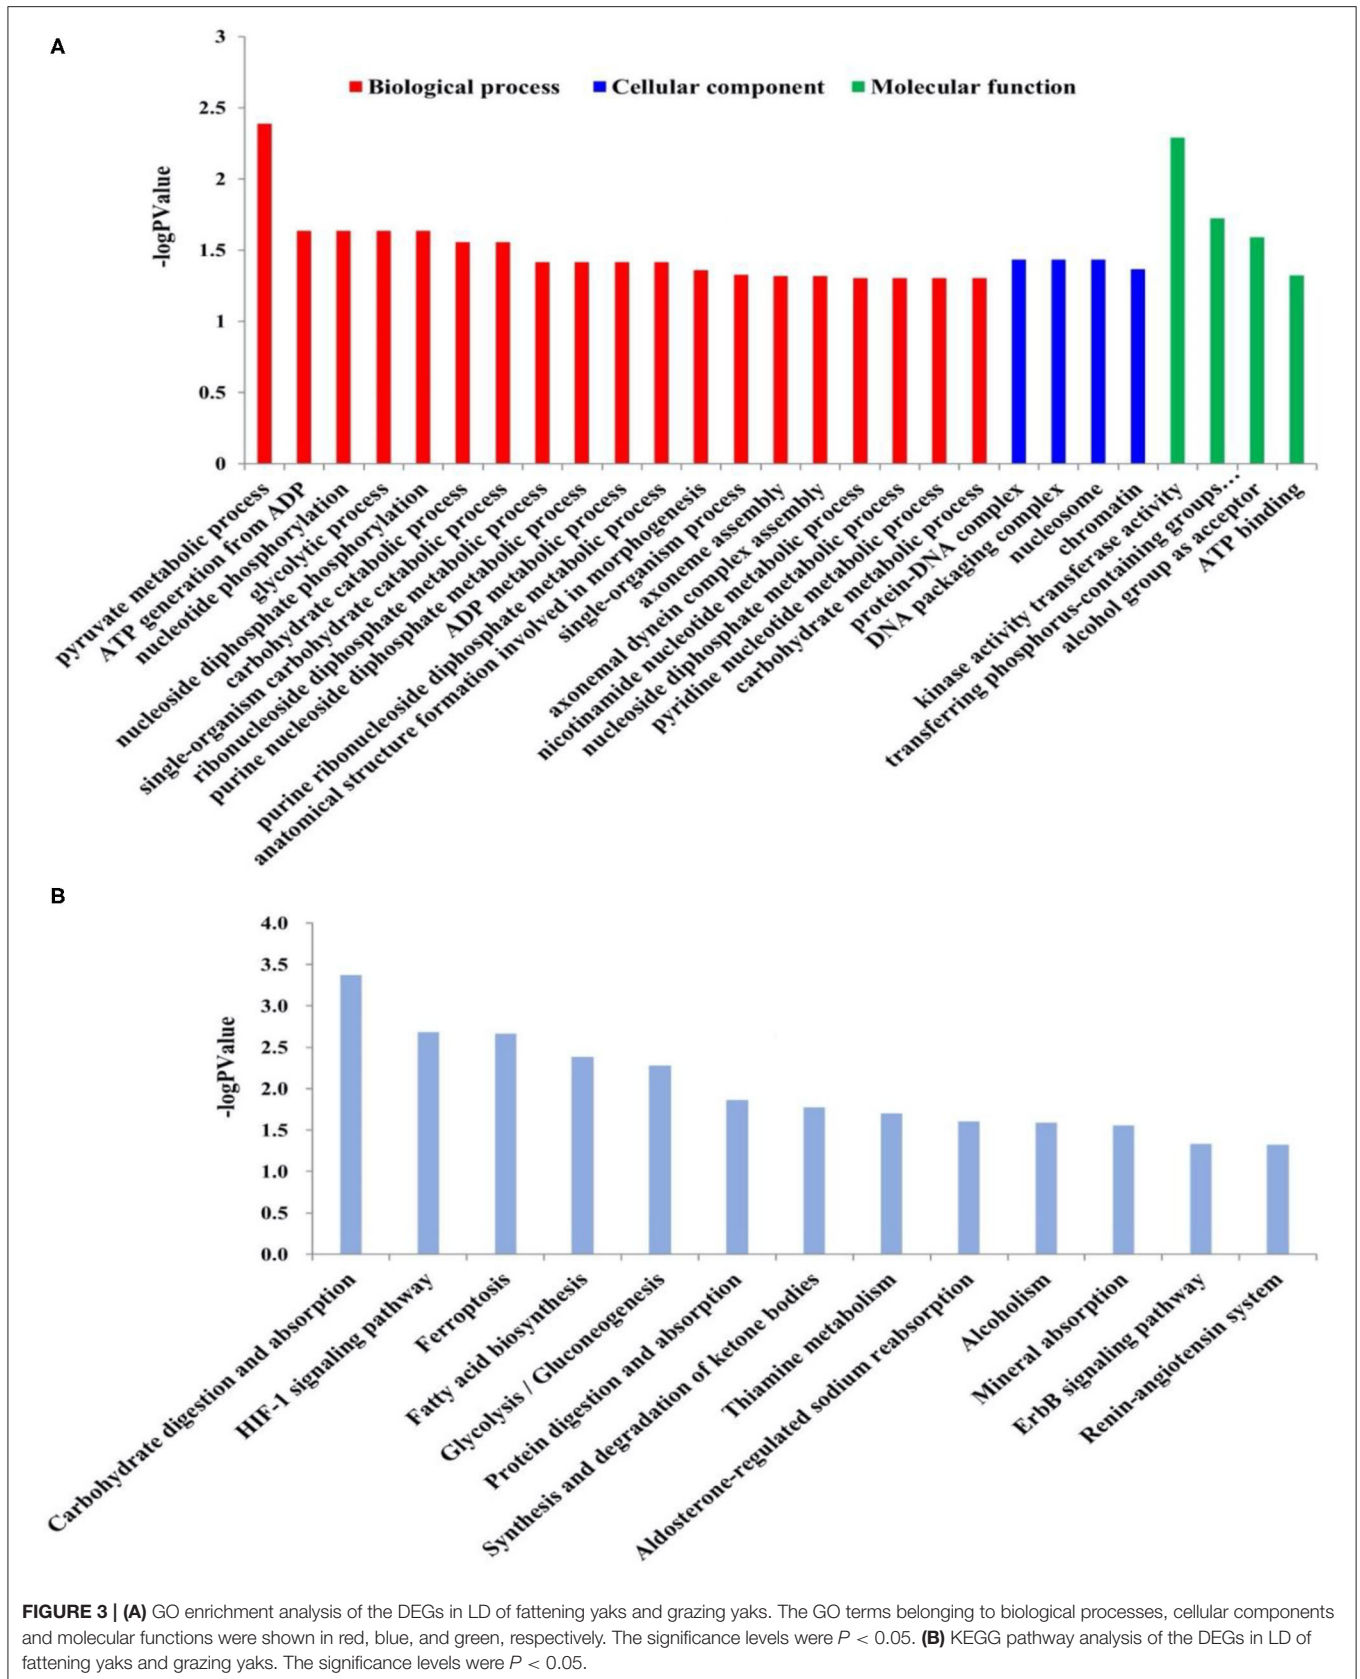 A
3
2.5
2
1.5
1
0.5
0
-logPValue
Biological process
Cellular component
Molecular function
pyruvate metabolic process
ATP generation from ADP
nucleotide phosphorylation
glycolytic process
nucleoside diphosphate phosphorylation
carbohydrate catabolic process
single-organism carbohydrate catabolic process
ribonucleoside diphosphate metabolic process
purine nucleoside diphosphate metabolic process
ADP metabolic process
purine ribonucleoside diphosphate metabolic process
anatomical structure formation involved in morphogenesis
single-organism process
axoneme assembly
axonemal dynein complex assembly
nicotinamide nucleotide metabolic process
nucleoside diphosphate metabolic process
pyridine nucleotide metabolic process
carbohydrate metabolic process
protein-DNA complex
DNA packaging complex
nucleosome
chromatin
kinase activity transferase activity
transferring phosphorus-containing groups…
alcohol group as acceptor
ATP binding
B
4.0
3.5
3.0
2.5
2.0
1.5
1.0
0.5
0.0
-logPValue
Carbohydrate digestion and absorption
HIF-1 signaling pathway
Ferroptosis
Fatty acid biosynthesis
Glycolysis / Gluconeogenesis
Protein digestion and absorption
Synthesis and degradation of ketone bodies
Thiamine metabolism
Aldosterone-regulated sodium reabsorption
Alcoholism
Mineral absorption
ErbB signaling pathway
Renin-angiotensin system
FIGURE 3 | (A) GO enrichment analysis of the DEGs in LD of fattening yaks and grazing yaks. The GO terms belonging to biological processes, cellular components
and molecular functions were shown in red, blue, and green, respectively. The significance levels were P < 0.05. (B) KEGG pathway analysis of the DEGs in LD of
fattening yaks and grazing yaks. The significance levels were P < 0.05.